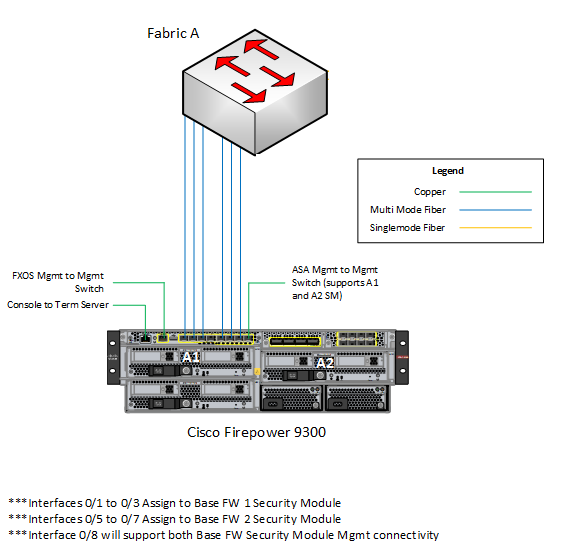 Fabric A
Legend
Copper
Multi Mode Fiber
Singlemode Fiber
FXOS Mgmt to Mgmt
Switch
Console to Term Server
ASA Mgmt to Mgmt
Switch (supports A1
and A2 SM)
A1
A2
Cisco Firepower 9300
***Interfaces 0/1 to 0/3 Assign to Base FW 1 Security Module
***Interfaces 0/5 to 0/7 Assign to Base FW 2 Security Module
***Interface 0/8 will support both Base FW Security Module Mgmt connectivity